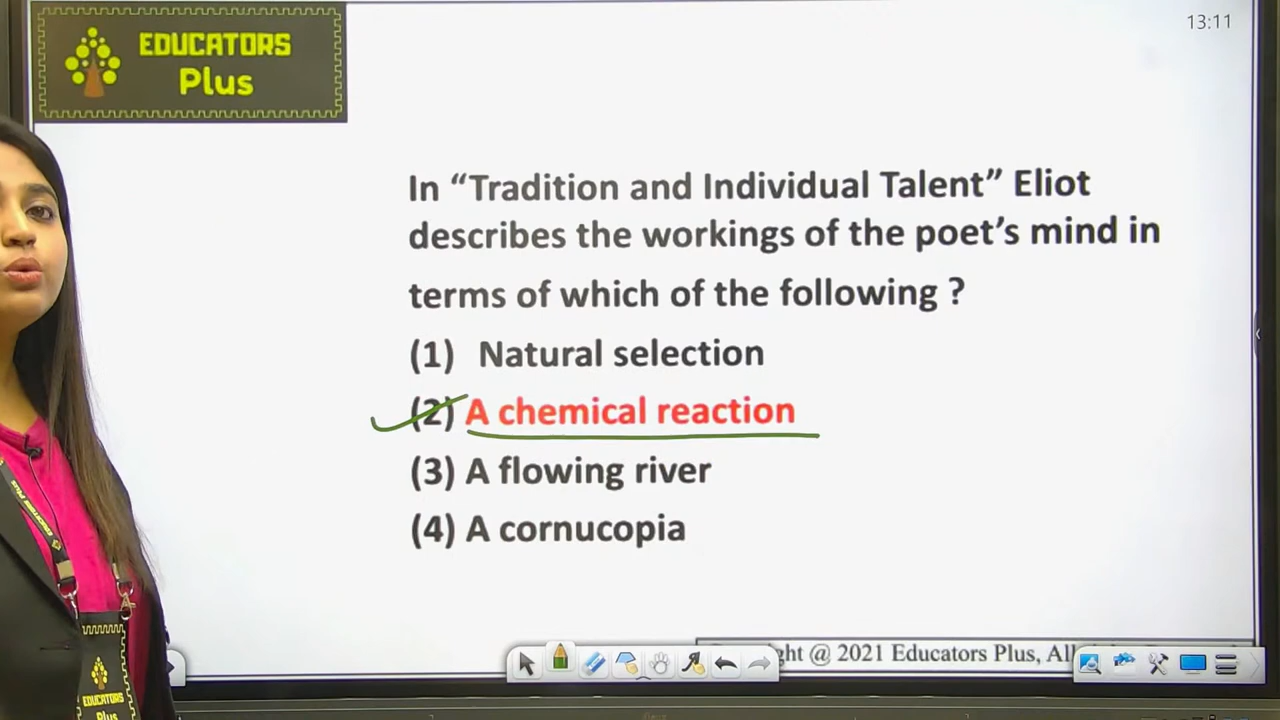 EDUCATORS
Plus
13:11
In “Tradition and Individual Talent” Eliot
describes the workings of the poet’s mind in
terms of which of the following ?
(1) Natural selection
(2) A chemical reaction
(3) A flowing river
(4) A cornucopia
@ 2021 Educators Plus,
EDUCATORS
Plus